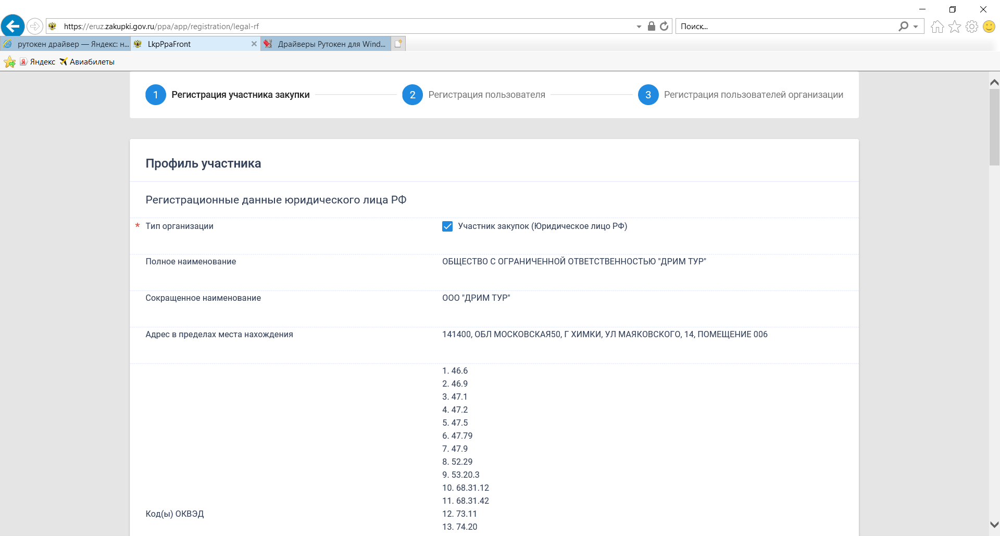 https://eruz.zakupki.gov.ru/ppa/app/registration/legal-rf
Поиск...
рутокен драйвер — Яндекс: н...
LkpPpaFront
Драйверы Рутокен для Wind...
Яндекс
Авиабилеты
1 Регистрация участника закупки
2 Регистрация пользователя
3 Регистрация пользователей организации
Профиль участника
Регистрационные данные юридического лица РФ
* Тип организации
Участник закупок (Юридическое лицо РФ)
Полное наименование
ОБЩЕСТВО С ОГРАНИЧЕННОЙ ОТВЕТСТВЕННОСТЬЮ "ДРИМ ТУР"
Сокращенное наименование
ООО "ДРИМ ТУР"
Адрес в пределах места нахождения
141400, ОБЛ МОСКОВСКАЯ50, Г ХИМКИ, УЛ МАЯКОВСКОГО, 14, ПОМЕЩЕНИЕ 006
Код(ы) ОКВЭД
1. 46.6
2. 46.9
3. 47.1
4. 47.2
5. 47.5
6. 47.79
7. 47.9
8. 52.29
9. 53.20.3
10. 68.31.12
11. 68.31.42
12. 73.11
13. 74.20